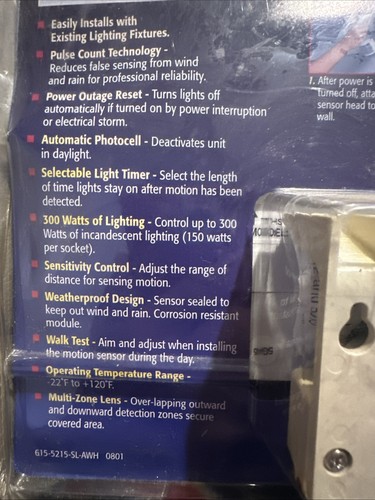 Easily Installs with
Existing Lighting Fixtures.
Pulse Count Technology -
Reduces false sensing from wind
and rain for professional reliability.
Power Outage Reset - Turns lights off
automatically if turned on by power interruption
or electrical storm.
Automatic Photocell - Deactivates unit
in daylight.
Selectable Light Timers - Select the length
of time lights stay on after motion has been
detected.
300 Watts of Lighting - Control up to 300
Watts of incandescent lighting (150 watts
per socket).
Sensitivity Control - Adjust the range of
distance for sensing motion.
Weatherproof Design - Sensor sealed to
keep out wind and rain. Corrosion resistant
module.
Walk Test - Aim and adjust when installing
the motion sensor during the day.
Operating Temperature Range -
-22°F to +120°F.
Multi-Zone Lens - Over-lapping outward
and downward detection zones secure
covered area.
615-5215-SL-AWH 0801
1. After power is
turned off, atta
sensor head to
wall.